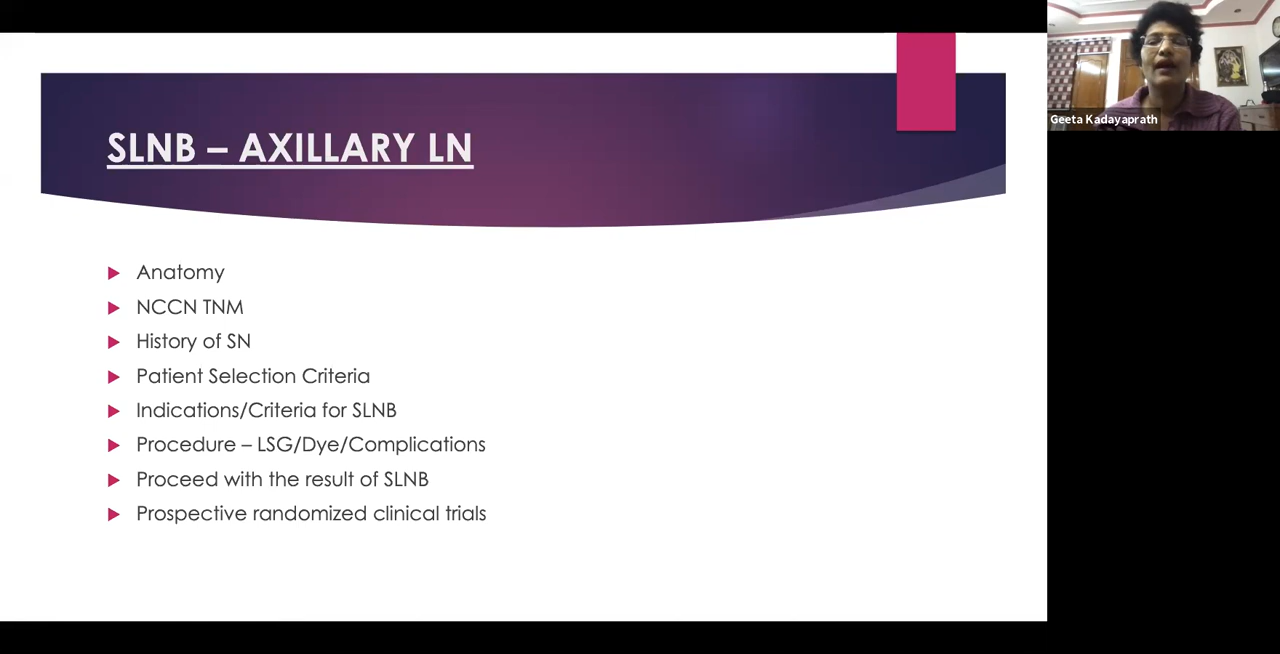 SLNB – AXILLARY LN
Anatomy
NCCN TNM
History of SN
Patient Selection Criteria
Indications/Criteria for SLNB
Procedure – LSG/Dye/Complications
Proceed with the result of SLNB
Prospective randomized clinical trials
Geeta Kadayaprath